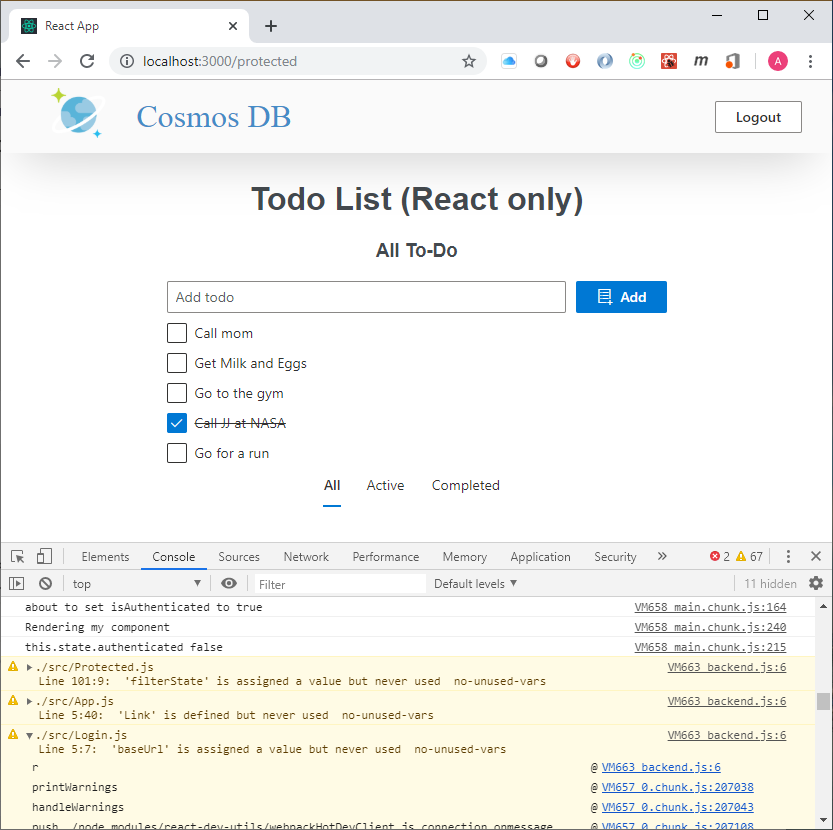 React App
localhost:3000/protected
m
A
Cosmos DB
Logout
Todo List (React only)
All To-Do
Add todo
Add
Call mom
Get Milk and Eggs
Go to the gym
Call JJ at NASA
Go for a run
All Active Completed
Elements Console Sources Network Performance Memory Application Security 2 67
top Filter Default levels 11 hidden
about to set isAuthenticated to true VM658 main.chunk.js:164
Rendering my component VM658 main.chunk.js:240
this.state.authenticated false VM658 main.chunk.js:215
./src/Protected.js VM663 backend.js:6
Line 101:9: 'filterState' is assigned a value but never used no-unused-vars
./src/App.js VM663 backend.js:6
Line 5:40: 'Link' is defined but never used no-unused-vars
./src/Login.js VM663 backend.js:6
Line 5:7: 'baseUrl' is assigned a value but never used no-unused-vars
r @ VM663 backend.js:6
printWarnings @ VM657 0.chunk.js:207038
handleWarnings @ VM657 0.chunk.js:207043
push../node_modules/react-dev-utils/webpackHotDevClient.js.connection.onmessage @ VM657 0.chunk.js:207108